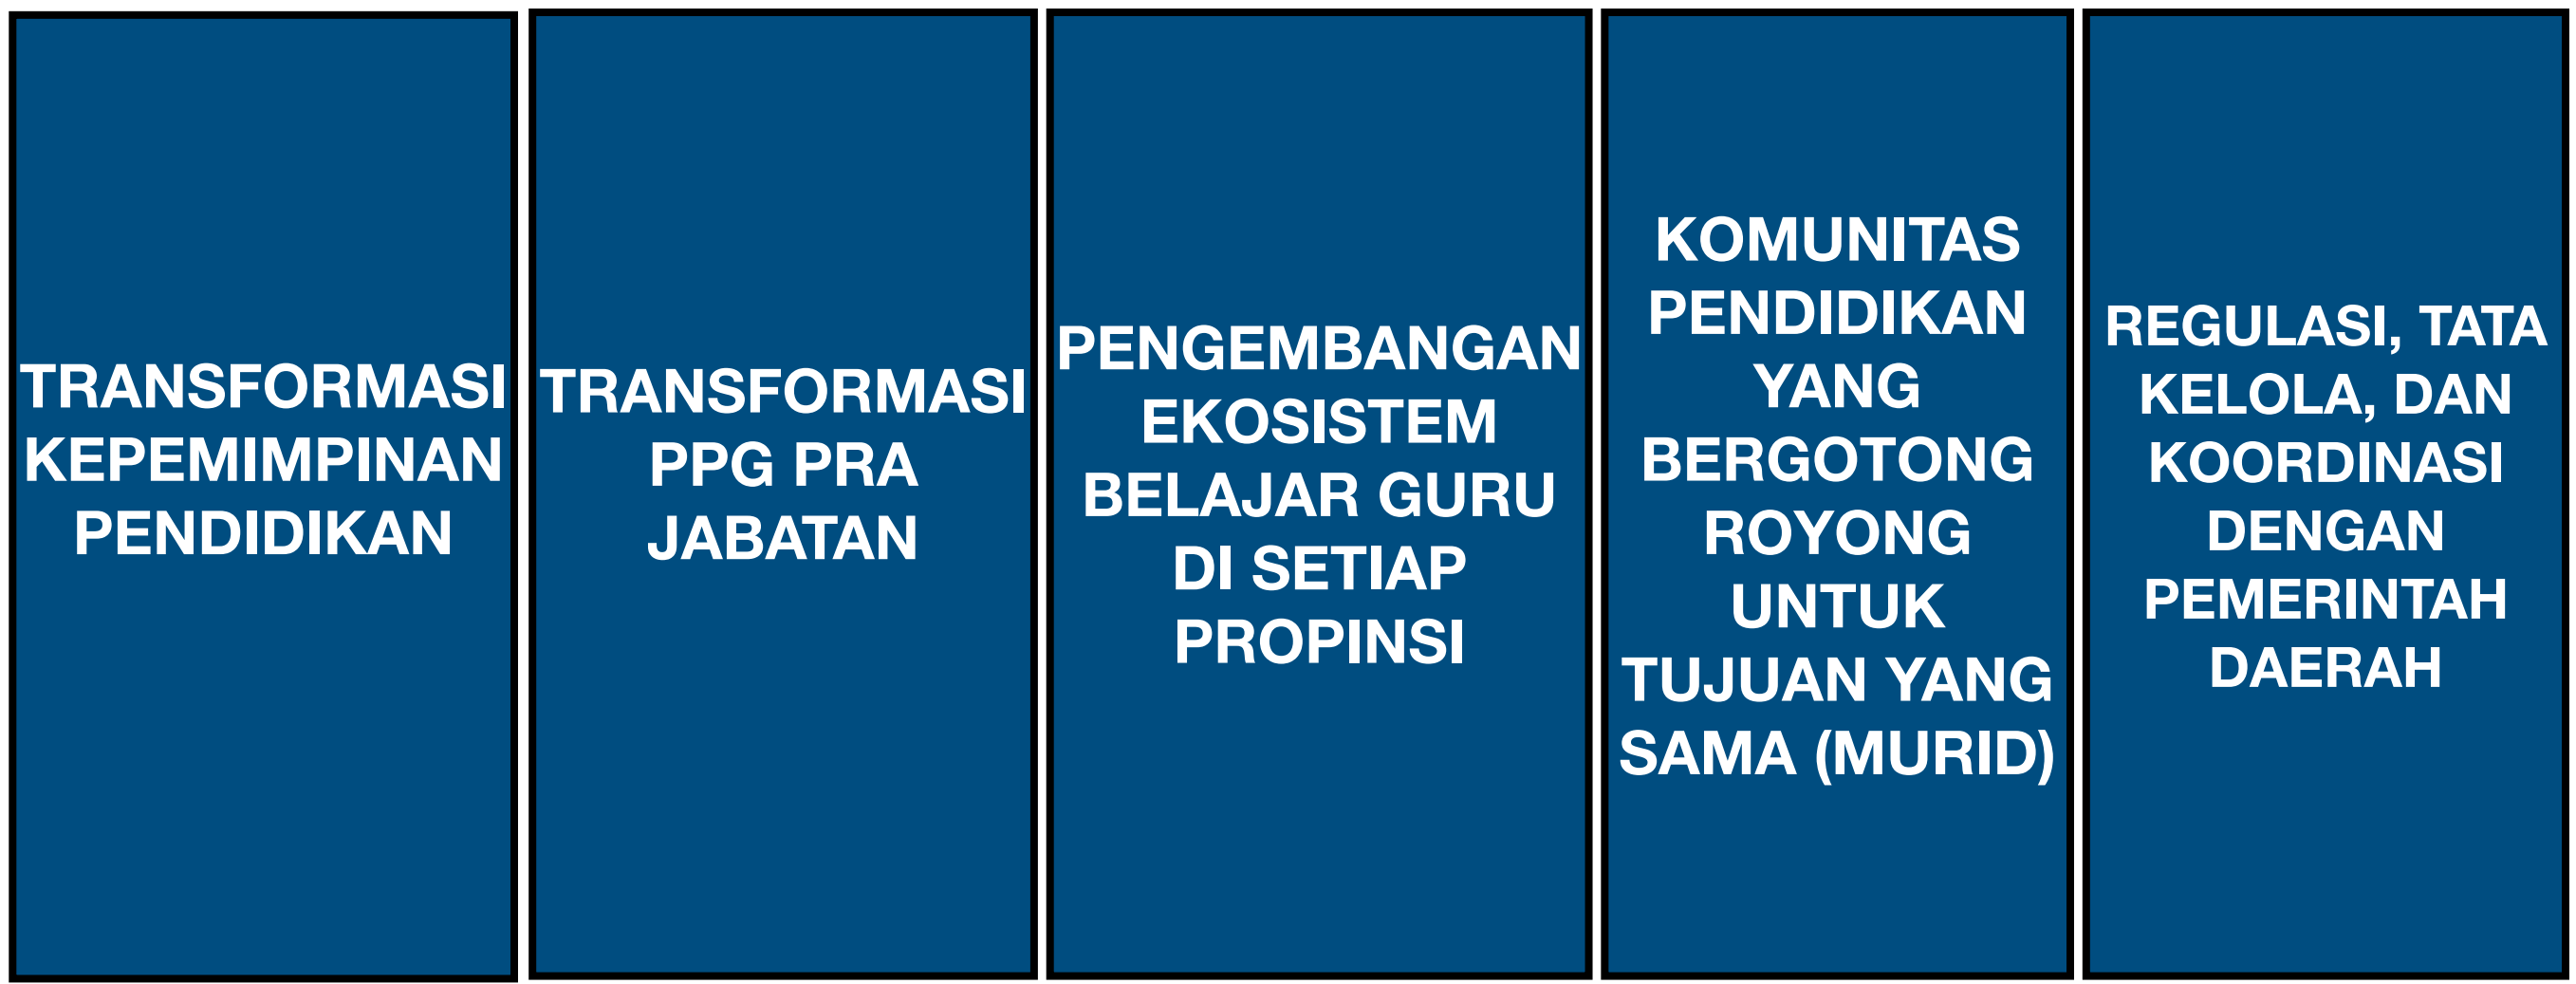 TRANSFORMASI
KEPEMIMPINAN
PENDIDIKAN
TRANSFORMASI
PPG PRA
JABATAN
PENGEMBANGAN
EKOSISTEM
BELAJAR GURU
DI SETIAP
PROPINSI
KOMUNITAS
PENDIDIKAN
YANG
BERGOTONG
ROYONG
UNTUK
TUJUAN YANG
SAMA (MURID)
REGULASI, TATA
KELOLA, DAN
KOORDINASI
DENGAN
PEMERINTAH
DAERAH